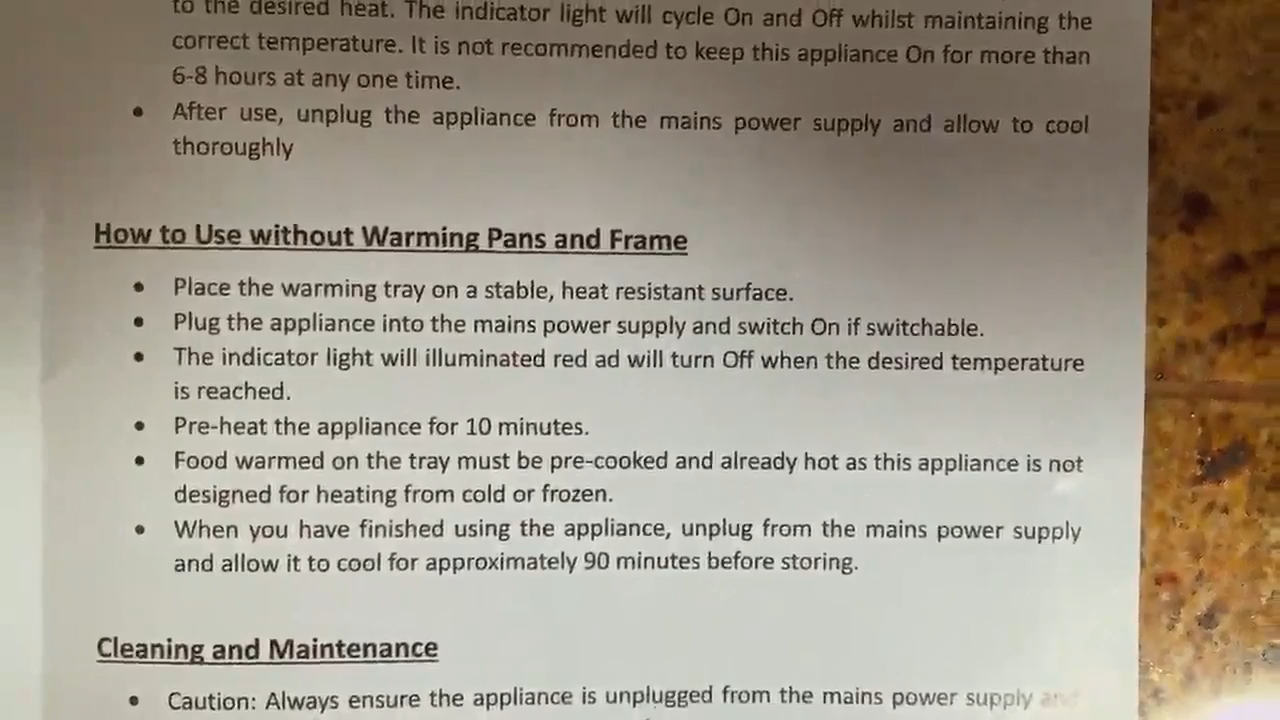 to the desired heat. The indicator light will cycle On and Off whilst maintaining the
correct temperature. It is not recommended to keep this appliance On for more than
6-8 hours at any one time.
• After use, unplug the appliance from the mains power supply and allow to cool
thoroughly
How to Use without Warming Pans and Frame
• Place the warming tray on a stable, heat resistant surface.
• Plug the appliance into the mains power supply and switch On if switchable.
• The indicator light will illuminated red ad will turn Off when the desired temperature
is reached.
• Pre-heat the appliance for 10 minutes.
• Food warmed on the tray must be pre-cooked and already hot as this appliance is not
designed for heating from cold or frozen.
• When you have finished using the appliance, unplug from the mains power supply
and allow it to cool for approximately 90 minutes before storing.
Cleaning and Maintenance
• Caution: Always ensure the appliance is unplugged from the mains power supply and